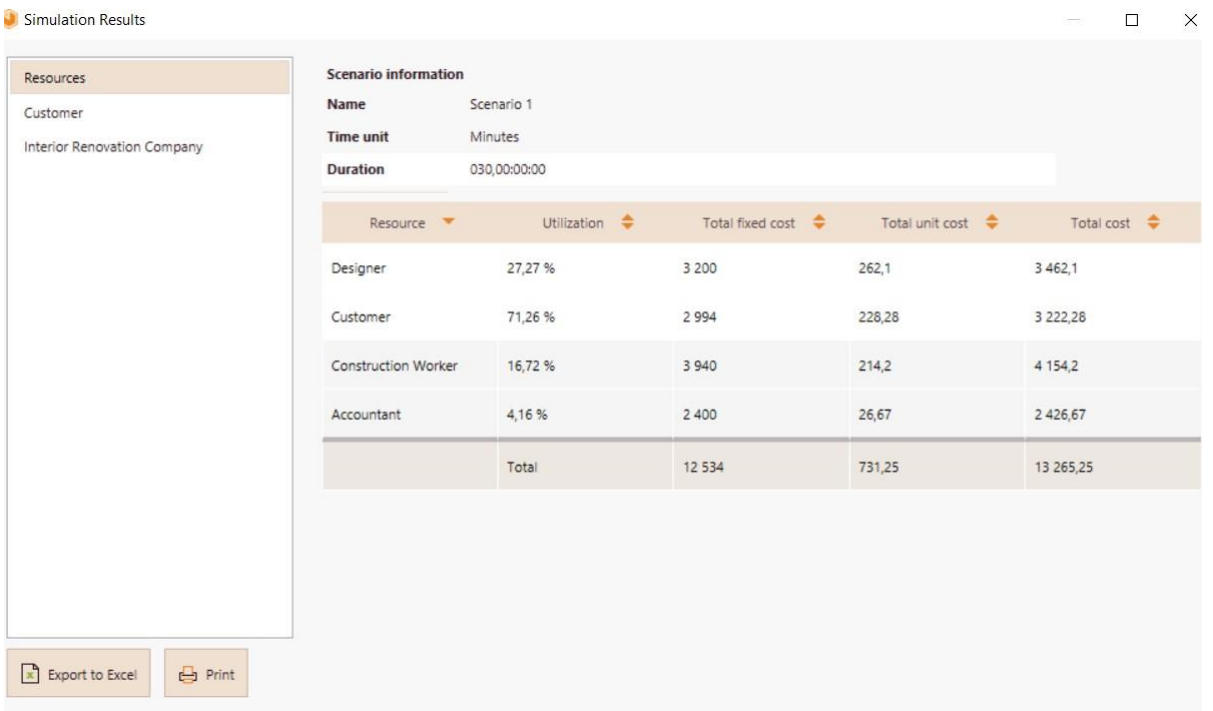 Simulation Results
Resources
Customer
Interior Renovation Company
Scenario information
Name Scenario 1
Time unit Minutes
Duration 030,00:00:00
Resource Utilization Total fixed cost Total unit cost Total cost
Designer 27,27 % 3 200 262,1 3 462,1
Customer 71,26 % 2 994 228,28 3 222,28
Construction Worker 16,72 % 3 940 214,2 4 154,2
Accountant 4,16 % 2 400 26,67 2 426,67
Total 12 534 731,25 13 265,25
Export to Excel Print